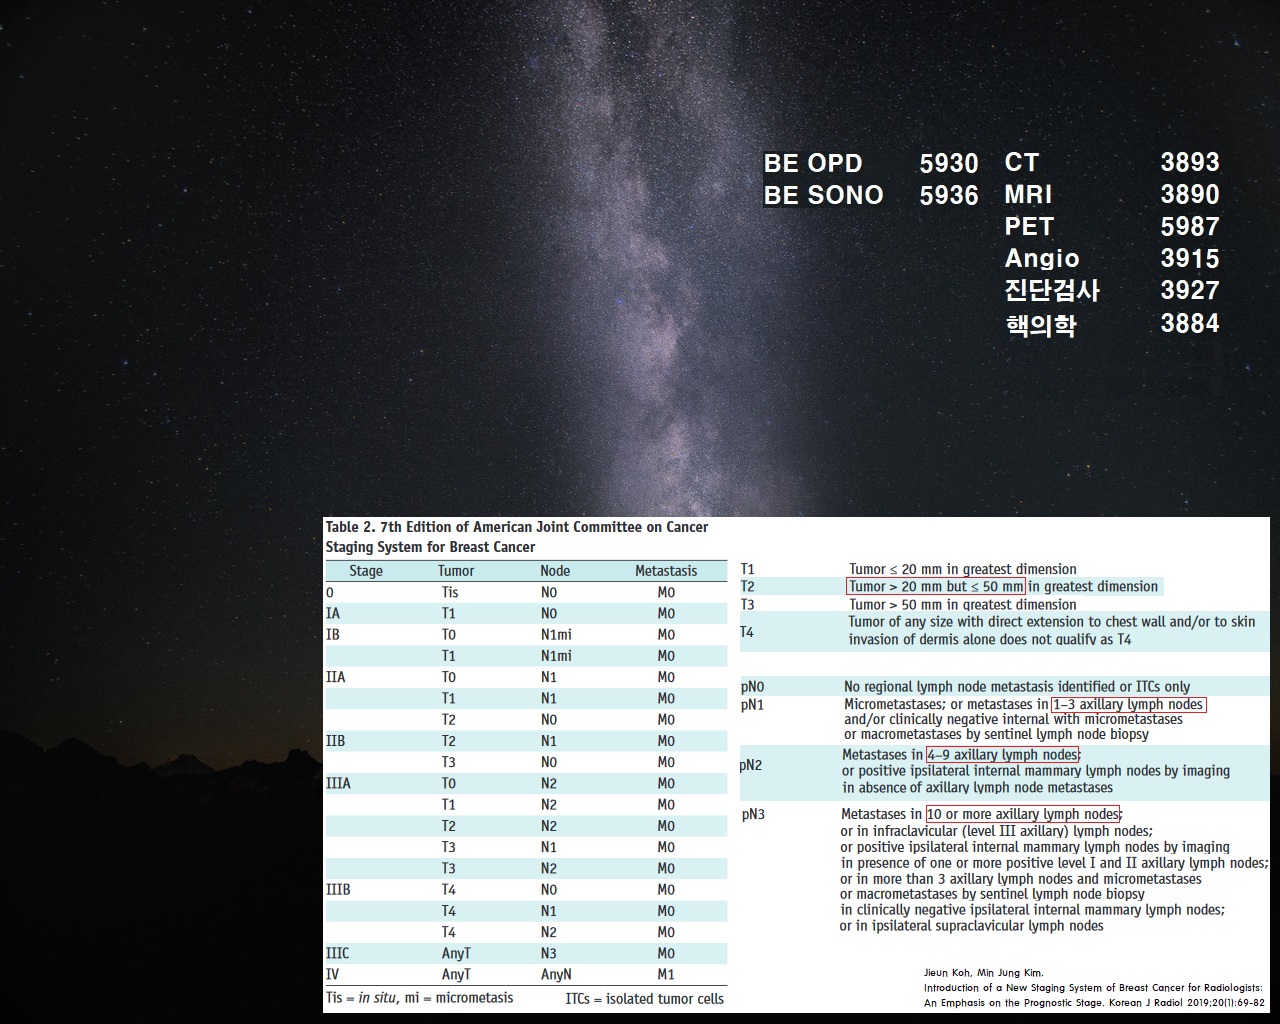 BE OPD 5930 CT 3893
BE SONO 5936 MRI 3890
PET 5987
Angio 3915
진단검사 3927
핵의학 3884
Table 2. 7th Edition of American Joint Committee on Cancer
Staging System for Breast Cancer
Stage Tumor Node Metastasis
0 Tis N0 M0
IA T1 N0 M0
IB T0 N1mi M0
T1 N1mi M0
IIA T0 N1 M0
T1 N1 M0
T2 N0 M0
IIB T2 N1 M0
T3 N0 M0
IIIA T0 N2 M0
T1 N2 M0
T2 N2 M0
T3 N1 M0
T3 N2 M0
IIIB T4 N0 M0
T4 N1 M0
T4 N2 M0
IIIC AnyT N3 M0
IV AnyT AnyN M1
Tis = in situ, mi = micrometasis ITCs = isolated tumor cells
T1 Tumor ≤ 20 mm in greatest dimension
T2 Tumor > 20 mm but ≤ 50 mm in greatest dimension
T3 Tumor > 50 mm in greatest dimension
T4 Tumor of any size with direct extension to chest wall and/or to skin
invasion of dermis alone does not qualify as T4
pN0 No regional lymph node metastasis identified or ITCs only
pN1 Micrometastases; or metastases in 1–3 axillary lymph nodes
and/or clinically negative internal with micrometastases
or macrometastases by sentinel lymph node biopsy
pN2 Metastases in 4–9 axillary lymph nodes;
or positive ipsilateral internal mammary lymph nodes by imaging
in absence of axillary lymph node metastases
pN3 Metastases in 10 or more axillary lymph nodes;
or in infraclavicular (level III axillary) lymph nodes;
or positive ipsilateral internal mammary lymph nodes by imaging
in presence of one or more positive level I and II axillary lymph nodes;
or in more than 3 axillary lymph nodes and micrometastases
or macrometastases by sentinel lymph node biopsy
in clinically negative ipsilateral internal mammary lymph nodes;
or in ipsilateral supraclavicular lymph nodes
Jieun Koh, Min Jung Kim.
Introduction of a New Staging System of Breast Cancer for Radiologists:
An Emphasis on the Prognostic Stage. Korean J Radiol 2019;20(1):69-82